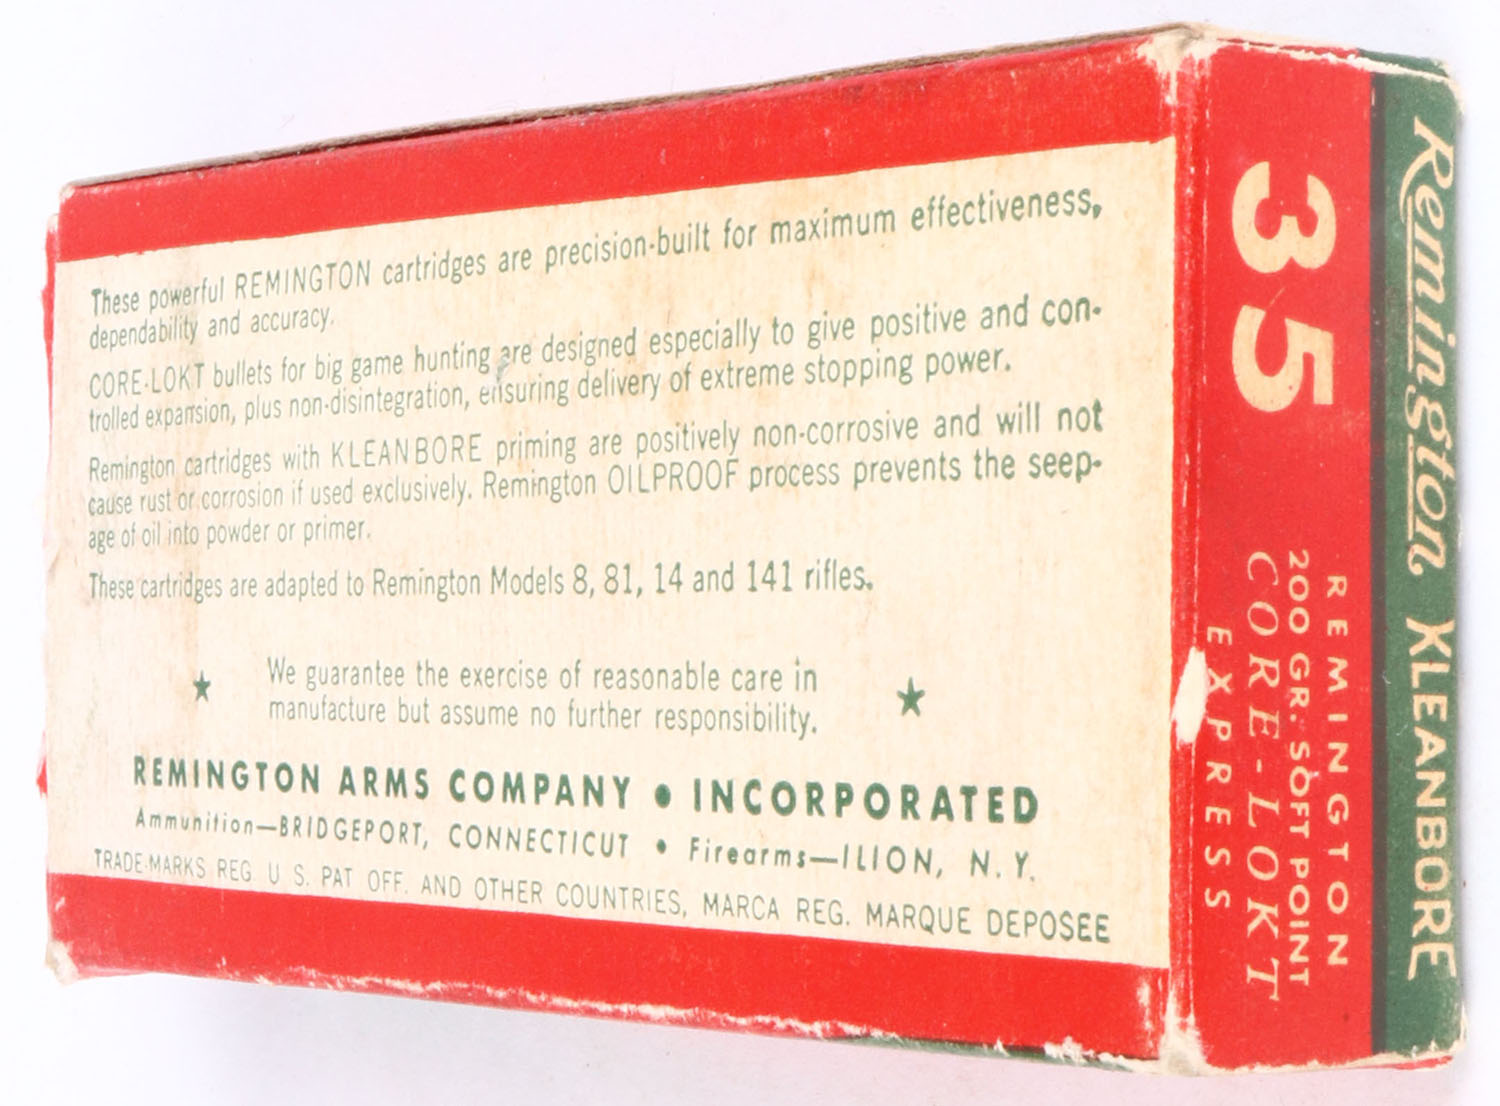 These powerful REMINGTON cartridges are precision-built for maximum effectiveness,
dependability and accuracy.
CORE-LOKT bullets for big game hunting are designed especially to give positive and con-
trolled expansion, plus non-disintegration, ensuring delivery of extreme stopping power.
Remington cartridges with KLEANBORE priming are positively non-corrosive and will not
cause rust or corrosion if used exclusively. Remington OILPROOF process prevents the seep-
age of oil into powder or primer.
These cartridges are adapted to Remington Models 8, 81, 14 and 141 rifles.
★ We guarantee the exercise of reasonable care in ★
manufacture but assume no further responsibility.
REMINGTON ARMS COMPANY • INCORPORATED
Ammunition—BRIDGEPORT, CONNECTICUT • Firearms—ILION, N. Y.
TRADE-MARKS REG. U S. PAT OFF. AND OTHER COUNTRIES, MARCA REG. MARQUE DEPOSEE
Remington KLEANBORE
35
REMINGTON
200 GR. SOFT POINT
CORE-LOKT
EXPRESS